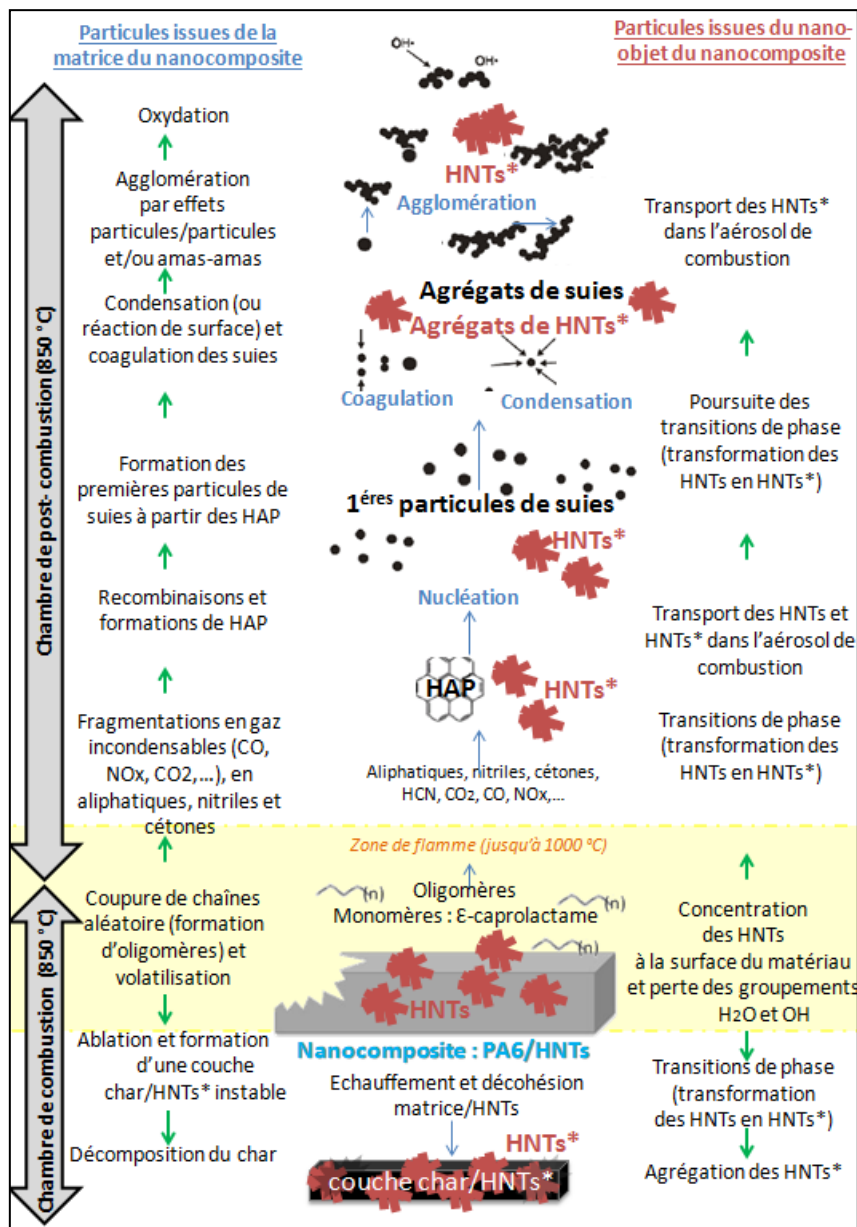 Particules issues de la
matrice du nanocomposite
Particules issues du nano-
objet du nanocomposite
Chambre de post- combustion (850 °C)
Chambre de combustion (850 °C)
Oxydation
Agglomération
par effets
particules/particules
et/ou amas-amas
Condensation (ou
réaction de surface) et
coagulation des suies
Formation des
premières particules de
suies à partir des HAP
Recombinaisons et
formations de HAP
Fragmentations en gaz
incondensables (CO,
NOx, CO2,...), en
aliphatiques, nitriles et
cétones
Coupure de chaînes
aléatoire (formation
d'oligomères) et
volatilisation
Ablation et formation
d'une couche
char/HNTs* instable
Décomposition du char
OH•
OH•
HNTs*
Agglomération
Agrégats de suies
Agrégats de HNTs*
Coagulation
Condensation
1éres particules de suies
HNTs*
Nucléation
HAP
HNTs*
Aliphatiques, nitriles, cétones,
HCN, CO2, CO, NOx,...
Zone de flamme (jusqu'à 1000 °C)
(n)
Oligomères
Monomères : Ɛ-caprolactame
(n)
(n)
HNTs
Nanocomposite : PA6/HNTs
Echauffement et décohésion
matrice/HNTs
HNTs*
couche char/HNTs*
Transport des HNTs*
dans l'aérosol de
combustion
Poursuite des
transitions de phase
(transformation des
HNTs en HNTs*)
Transport des HNTs et
HNTs* dans l'aérosol de
combustion
Transitions de phase
(transformation des
HNTs en HNTs*)
Concentration
des HNTs
à la surface du matériau
et perte des groupements
H2O et OH
Transitions de phase
(transformation
des HNTs en HNTs*)
Agrégation des HNTs*